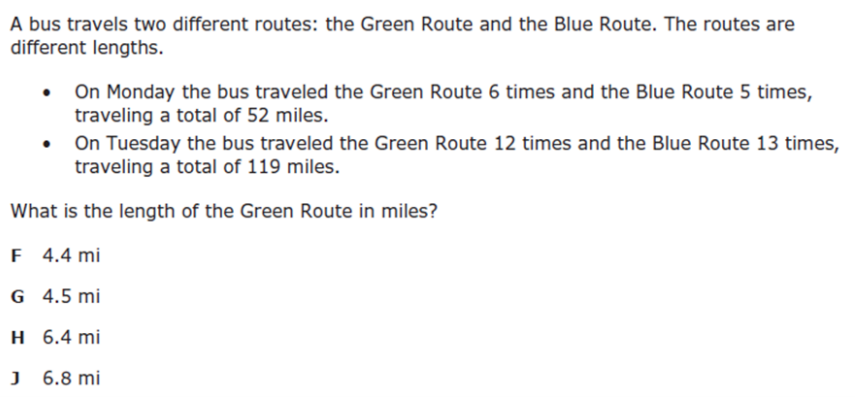 A bus travels two different routes: the Green Route and the Blue Route. The routes are
different lengths.
• On Monday the bus traveled the Green Route 6 times and the Blue Route 5 times,
traveling a total of 52 miles.
• On Tuesday the bus traveled the Green Route 12 times and the Blue Route 13 times,
traveling a total of 119 miles.
What is the length of the Green Route in miles?
F 4.4 mi
G 4.5 mi
H 6.4 mi
J 6.8 mi